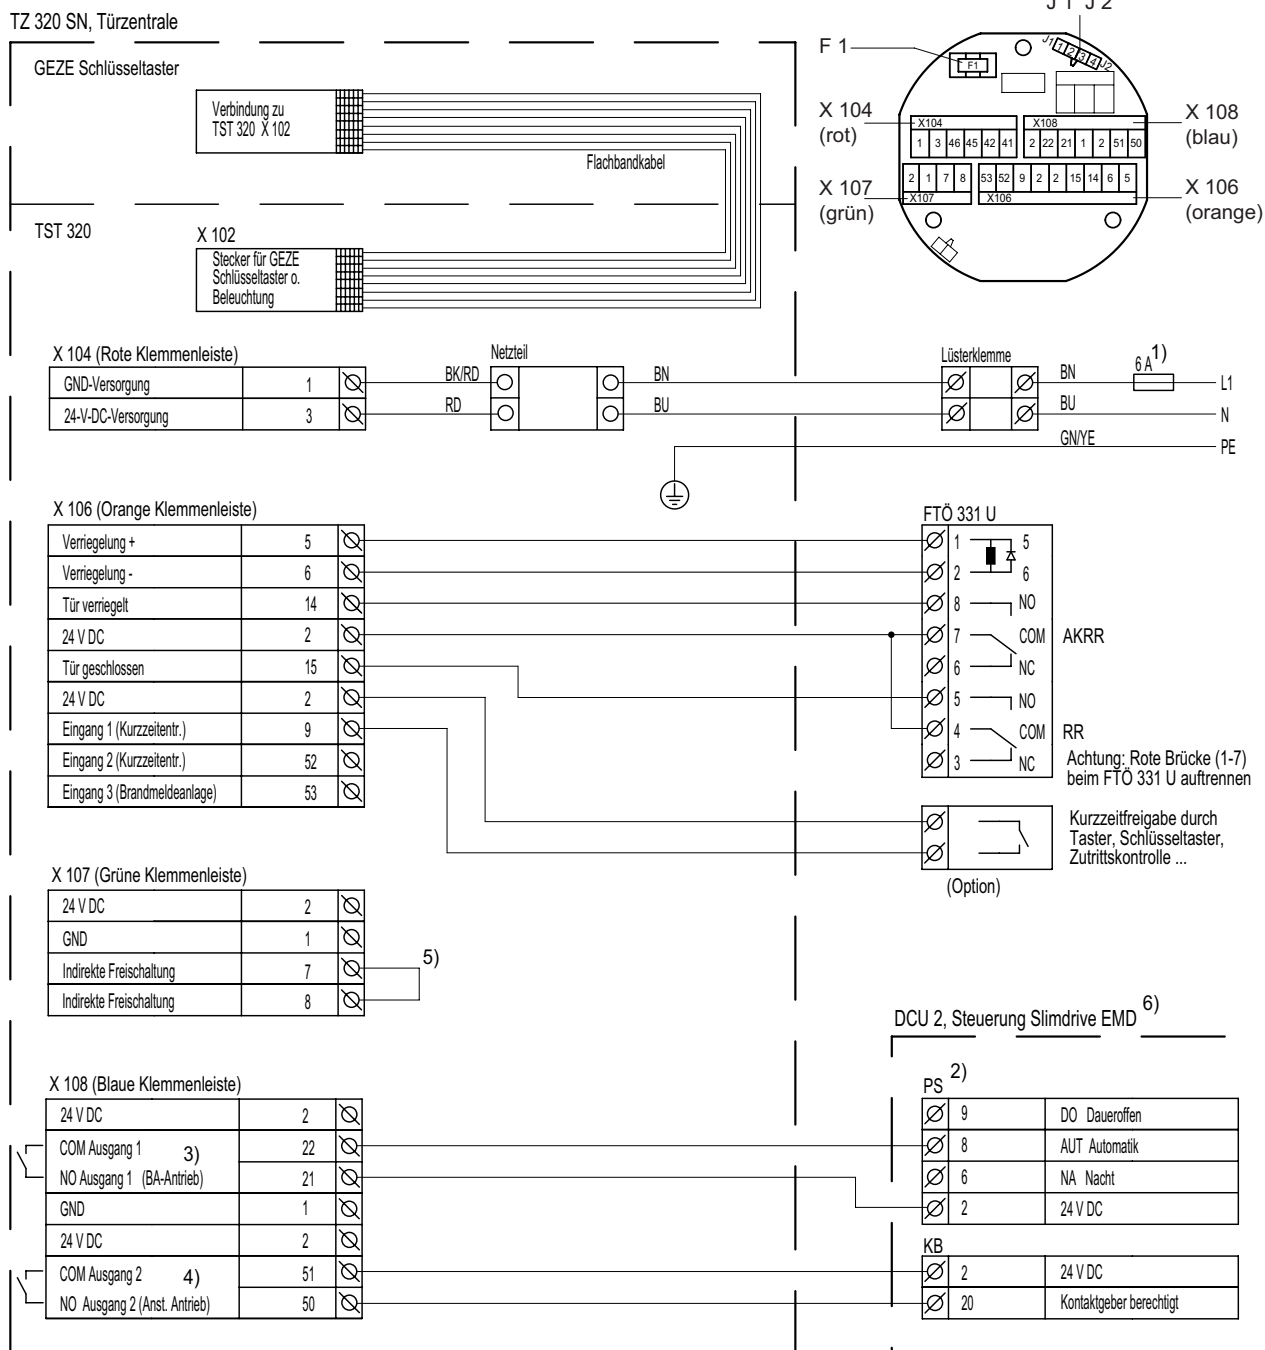 TZ 320 SN, Türzentrale
J 1 J 2
GEZE Schlüsseltaster
F 1
F1
J1 1 2 3 4 J2
Verbindung zu
TST 320 X 102
Flachbandkabel
X 104
(rot)
X104
X108
X 108
(blau)
1 3 46 45 42 41
2 22 21 1 2 51 50
2 1 7 8
53 52 9 2 2 15 14 6 5
X107
X106
X 107
(grün)
X 106
(orange)
TST 320
X 102
Stecker für GEZE
Schlüsseltaster o.
Beleuchtung
X 104 (Rote Klemmenleiste)
Netzteil
Lüsterklemme
6 A 1)
GND-Versorgung 1 BK/RD BN BN L1
24-V-DC-Versorgung 3 RD BU BU N
GN/YE PE
X 106 (Orange Klemmenleiste)
FTÖ 331 U
Verriegelung + 5 1 5
Verriegelung - 6 2 6
Tür verriegelt 14 8 NO
24 V DC 2 7 COM AKRR
Tür geschlossen 15 6 NC
24 V DC 2 5 NO
Eingang 1 (Kurzzeitentr.) 9 4 COM RR
Eingang 2 (Kurzzeitentr.) 52 3 NC
Eingang 3 (Brandmeldeanlage) 53
Achtung: Rote Brücke (1-7)
beim FTÖ 331 U auftrennen
Kurzzeitfreigabe durch
Taster, Schlüsseltaster,
Zutrittskontrolle ...
(Option)
X 107 (Grüne Klemmenleiste)
24 V DC 2
GND 1
Indirekte Freischaltung 7
Indirekte Freischaltung 8
5)
DCU 2, Steuerung Slimdrive EMD 6)
X 108 (Blaue Klemmenleiste)
PS 2)
24 V DC 2 9 DO Daueroffen
COM Ausgang 1 3) 22 8 AUT Automatik
NO Ausgang 1 (BA-Antrieb) 21 6 NA Nacht
GND 1 2 24 V DC
24 V DC 2
KB
COM Ausgang 2 4) 51 2 24 V DC
NO Ausgang 2 (Anst. Antrieb) 50 20 Kontaktgeber berechtigt